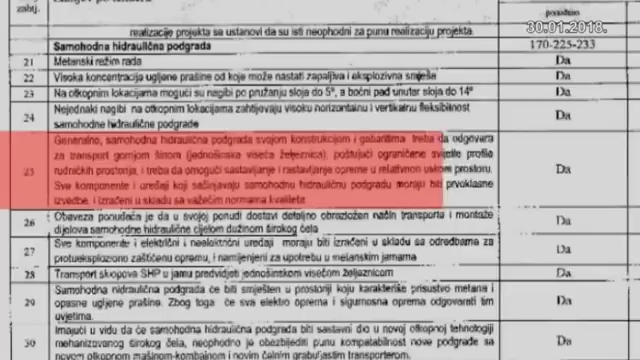 zahtj.
ponuđeno
30.01.2018.
realizacije projekta se ustanovi da su isti neophodni za punu realizaciju projekta
Samohodna hidraulična podgrada 170-225-233
21 Metanski režim rada Da
22 Visoka koncentracija ugljene prašine od koje može nastati zapaljiva i eksplozivna smješa Da
23 Na otkopnim lokacijama mogući su nagibi po pružanju sloja do 5°, a bočni pad unutar sloja do 14° Da
24 Nejednaki nagibi na otkopnim lokacijama zahtijevaju visoku horizontalnu i vertikalnu fleksibilnost
samohodne hidraulične podgrade Da
Generalno, samohodna hidraulična podgrada svojom konstrukcijom i gabaritima treba da odgovara
za transport gornjom šinom (jednošinska viseća željeznica), poštujući ograničene svijetle profile
rudničkih prostorija, i treba da omogući sastavljanje i rastavljanje opreme u relativnom uskom prostoru.
25 Da
Sve komponente i uređaji koji sačinjavaju samohodnu hidrauličnu podgradu moraju biti prvoklasne
izvedbe, i izrađeni u skladu sa važećim normama kvalitete
26 Obaveza ponuđača je da u svojoj ponudi dostavi detaljno obrazložen način transporta i montaže
dijelova samohodne hidraulične cijelom dužinom širokog čela Da
27 Sve komponente i električni i neelektrični uređaji moraju biti izrađeni u skladu sa odredbama za
protueksplozivno zaštićenu opremu, i namijenjeni za upotrebu u metanskim jamama Da
28 Transport sklopova SHP u jamu predvidjeti jednošinskom visećom željeznicom Da
Samohodna hidraulična podgrada će biti smješten u prostoriji koju karakteriše prisustvo metana i
29 opasne ugljene prašine. Zbog toga će sva elektro oprema i sigurnosna oprema odgovarati tim
uvjetima. Da
Imajući u vidu da će samohodna hidraulična podgrada biti sastavni dio u novoj otkopnoj tehnologiji
30 mehanizovanog širokog čela, neophodno je obezbijediti punu kompatibilnost nove podgrade sa Da
novom otkopnom mašinom-kombajnom i novim čelnim grabuljastim transporterom.